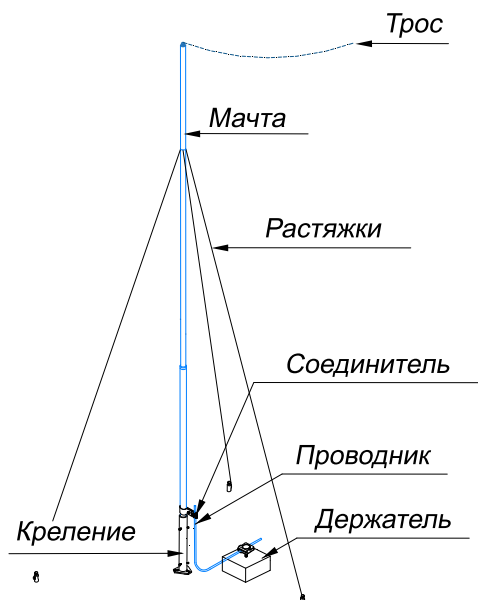 Трос
Мачта
Растяжки
Соединитель
Проводник
Держатель
Креление